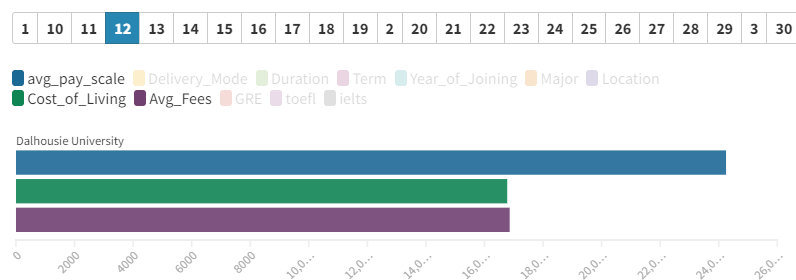 1 10 11 12 13 14 15 16 17 18 19 2 20 21 22 23 24 25 26 27 28 29 3 30
avg_pay_scale Delivery_Mode Duration Term Year_of_Joining Major Location
Cost_of_Living Avg_Fees GRE toefl ielts
Dalhousie University
0 2000 4000 6000 8000 10,0... 12,0... 14,0... 16,0... 18,0... 20,0... 22,0... 24,0... 26,0...